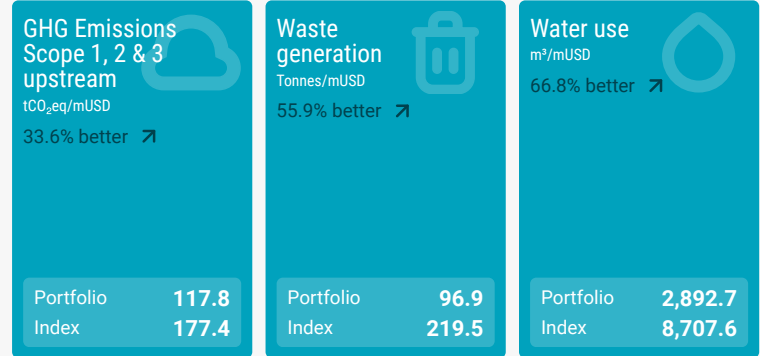 GHG Emissions
Scope 1, 2 & 3
upstream
tCO₂eq/mUSD
33.6% better
Portfolio 117.8
Index 177.4
Waste
generation
Tonnes/mUSD
55.9% better
Portfolio 96.9
Index 219.5
Water use
m³/mUSD
66.8% better
Portfolio 2,892.7
Index 8,707.6